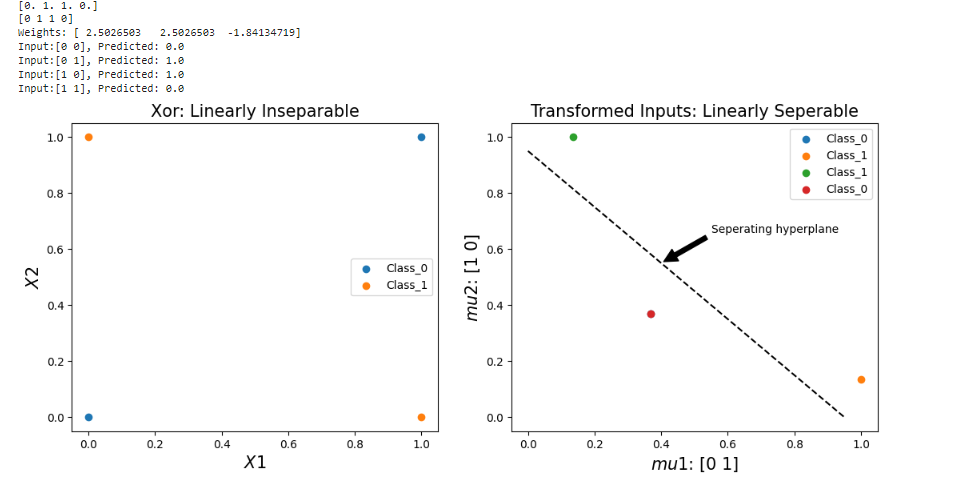 [0. 1. 1. 0.]
[0 1 1 0]
Weights: [ 2.5026503   2.5026503  -1.84134719]
Input:[0 0], Predicted: 0.0
Input:[0 1], Predicted: 1.0
Input:[1 0], Predicted: 1.0
Input:[1 1], Predicted: 0.0
Xor: Linearly Inseparable
1.0
0.8
0.6
0.4
0.2
0.0
X2
Class_0
Class_1
0.0 0.2 0.4 0.6 0.8 1.0
X1
Transformed Inputs: Linearly Seperable
1.0
0.8
0.6
0.4
0.2
0.0
mu2: [1 0]
Class_0
Class_1
Class_1
Class_0
Seperating hyperplane
0.0 0.2 0.4 0.6 0.8 1.0
mu1: [0 1]